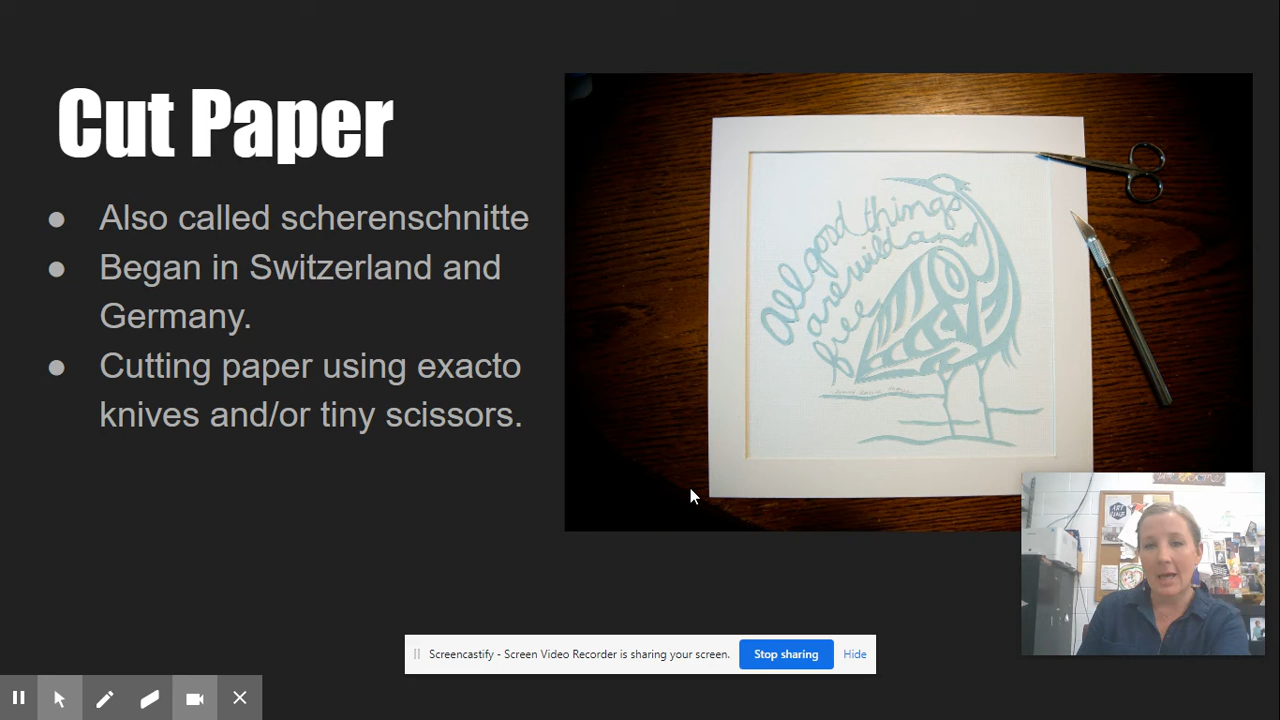 Cut Paper
● Also called scherenschnitte
● Began in Switzerland and
Germany.
● Cutting paper using exacto
knives and/or tiny scissors.
All good things
are wild and
free
Screencastify - Screen Video Recorder is sharing your screen.
Stop sharing
Hide